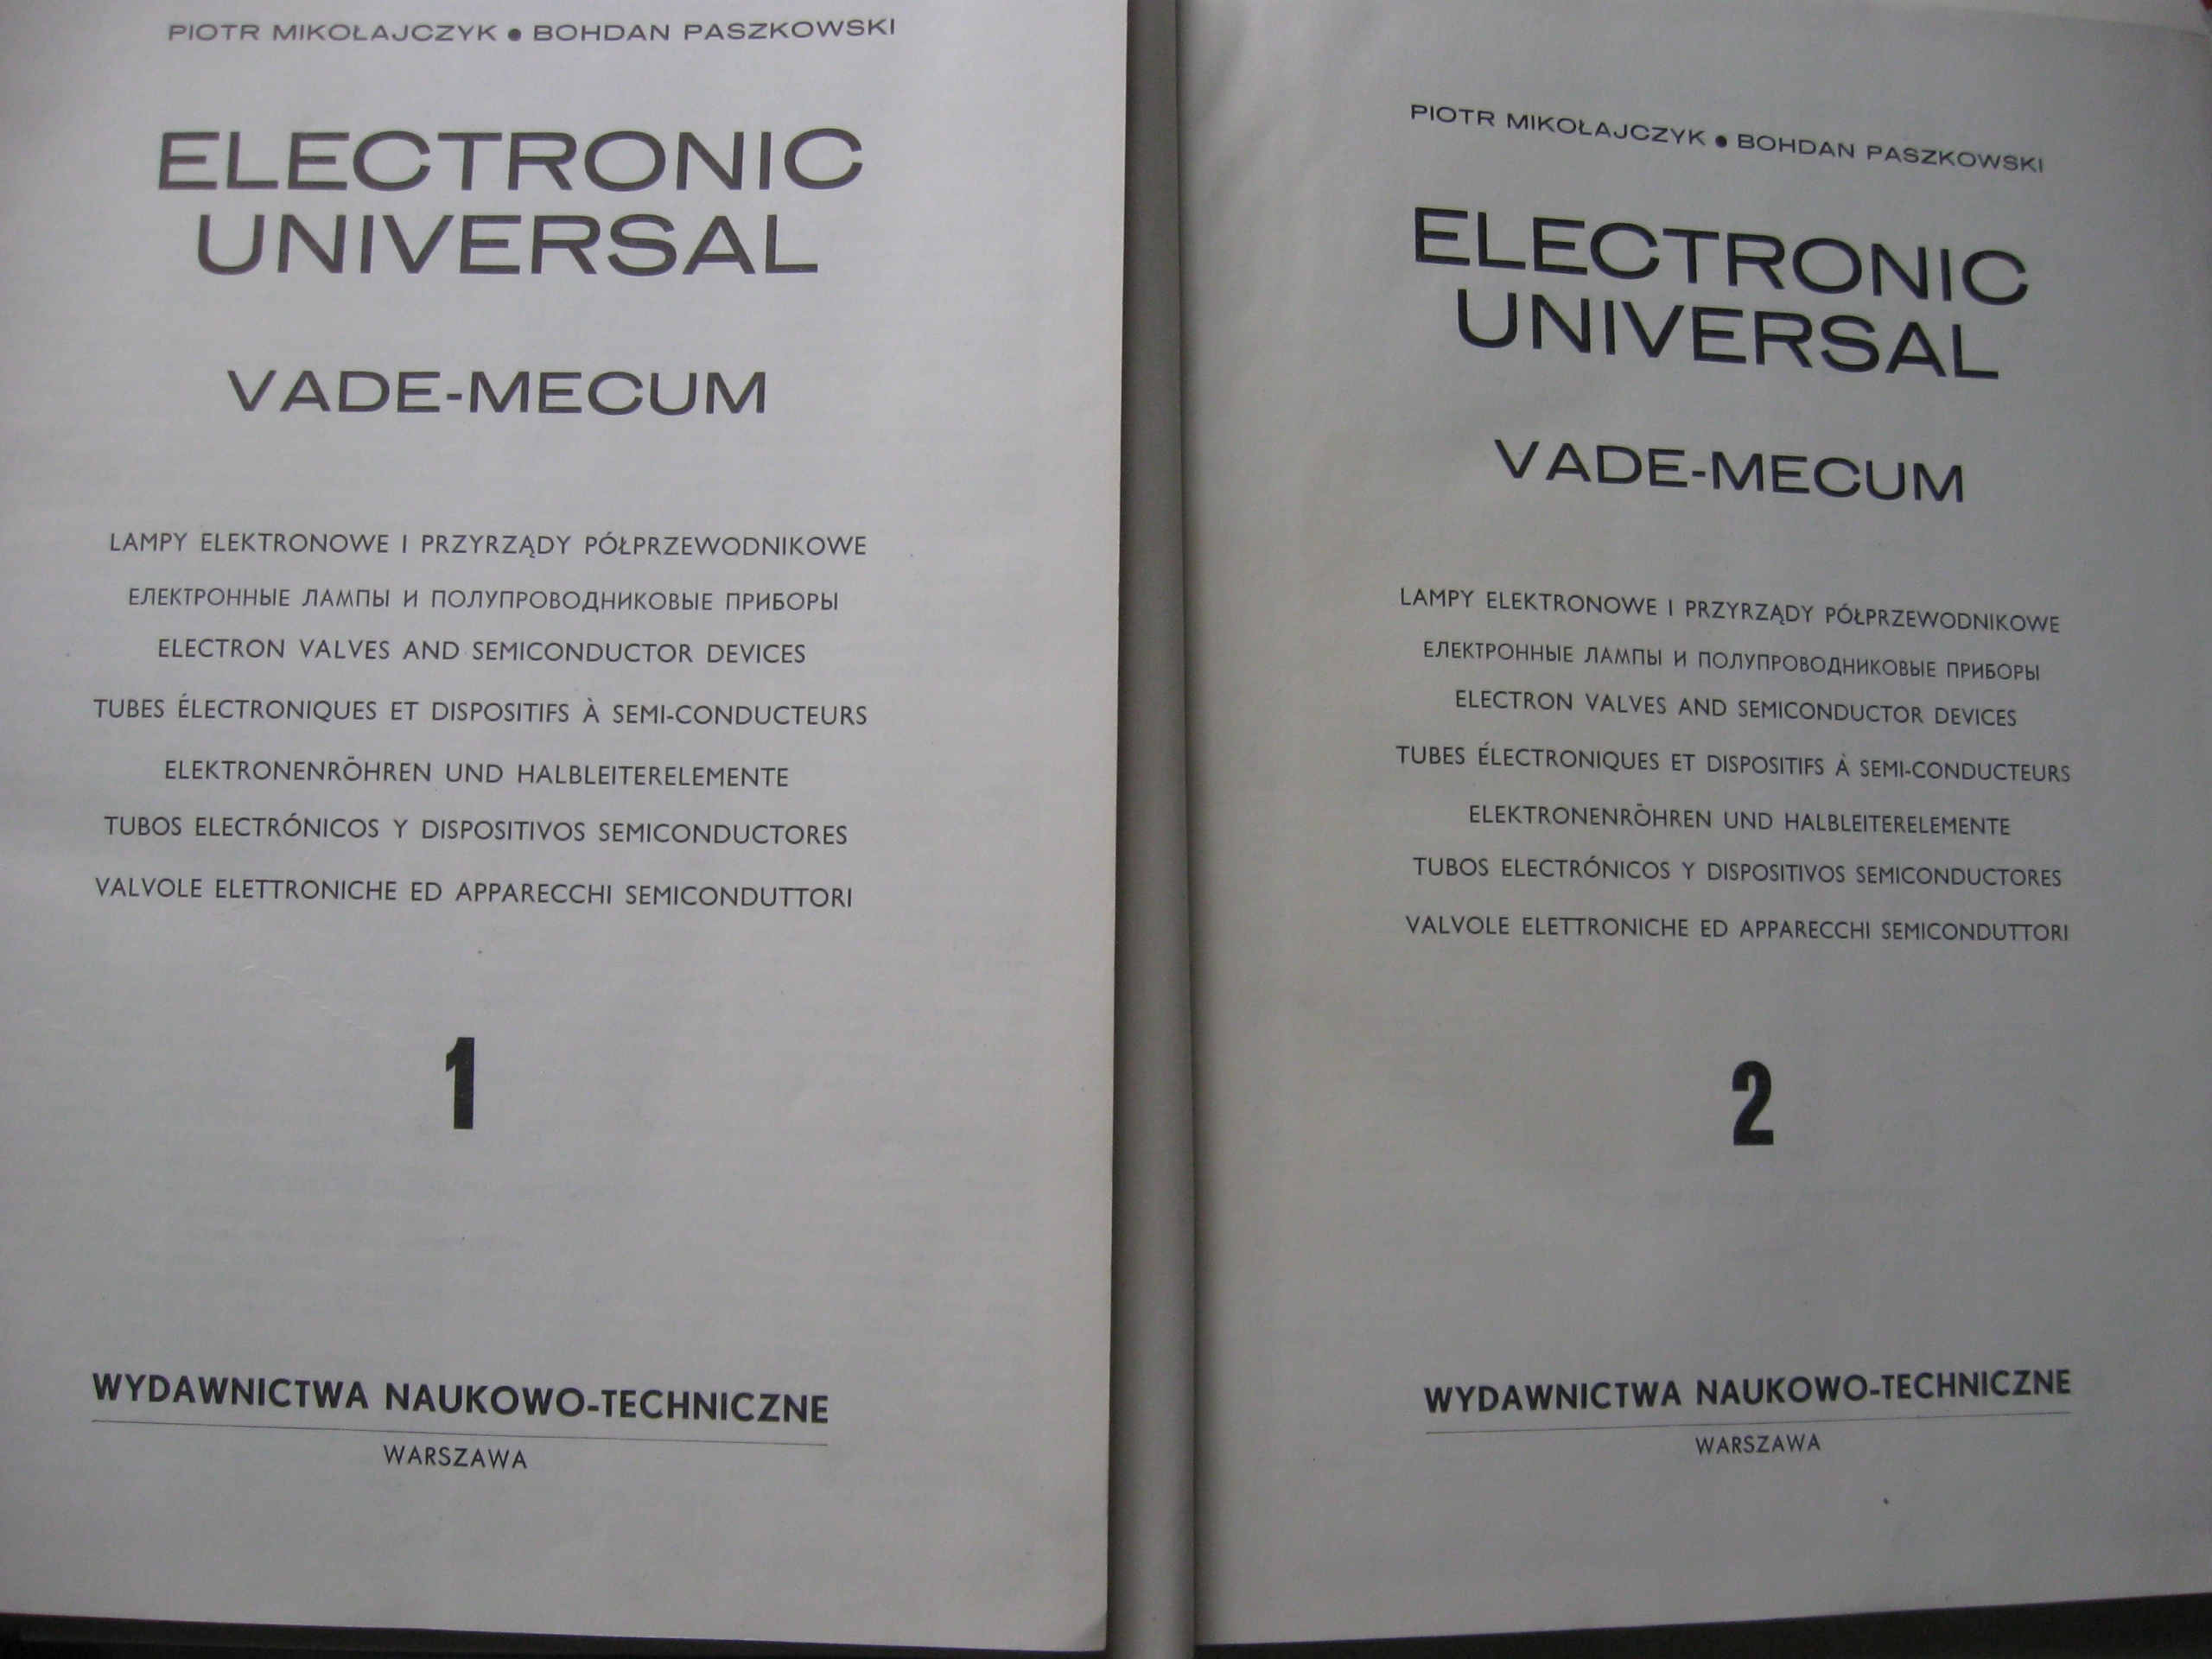 PIOTR MIKOŁAJCZYK ● BOHDAN PASZKOWSKI
ELECTRONIC
UNIVERSAL
VADE-MECUM
LAMPY ELEKTRONOWE I PRZYRZĄDY PÓŁPRZEWODNIKOWE
ЕЛЕКТРОННЫЕ ЛАМПЫ И ПОЛУПРОВОДНИКОВЫЕ ПРИБОРЫ
ELECTRON VALVES AND SEMICONDUCTOR DEVICES
TUBES ÉLECTRONIQUES ET DISPOSITIFS À SEMI-CONDUCTEURS
ELEKTRONENRÖHREN UND HALBLEITERELEMENTE
TUBOS ELECTRÓNICOS Y DISPOSITIVOS SEMICONDUCTORES
VALVOLE ELETTRONICHE ED APPARECCHI SEMICONDUTTORI
1
WYDAWNICTWA NAUKOWO-TECHNICZNE
WARSZAWA
PIOTR MIKOŁAJCZYK ● BOHDAN PASZKOWSKI
ELECTRONIC
UNIVERSAL
VADE-MECUM
LAMPY ELEKTRONOWE I PRZYRZĄDY PÓŁPRZEWODNIKOWE
ЕЛЕКТРОННЫЕ ЛАМПЫ И ПОЛУПРОВОДНИКОВЫЕ ПРИБОРЫ
ELECTRON VALVES AND SEMICONDUCTOR DEVICES
TUBES ÉLECTRONIQUES ET DISPOSITIFS À SEMI-CONDUCTEURS
ELEKTRONENRÖHREN UND HALBLEITERELEMENTE
TUBOS ELECTRÓNICOS Y DISPOSITIVOS SEMICONDUCTORES
VALVOLE ELETTRONICHE ED APPARECCHI SEMICONDUTTORI
2
WYDAWNICTWA NAUKOWO-TECHNICZNE
WARSZAWA